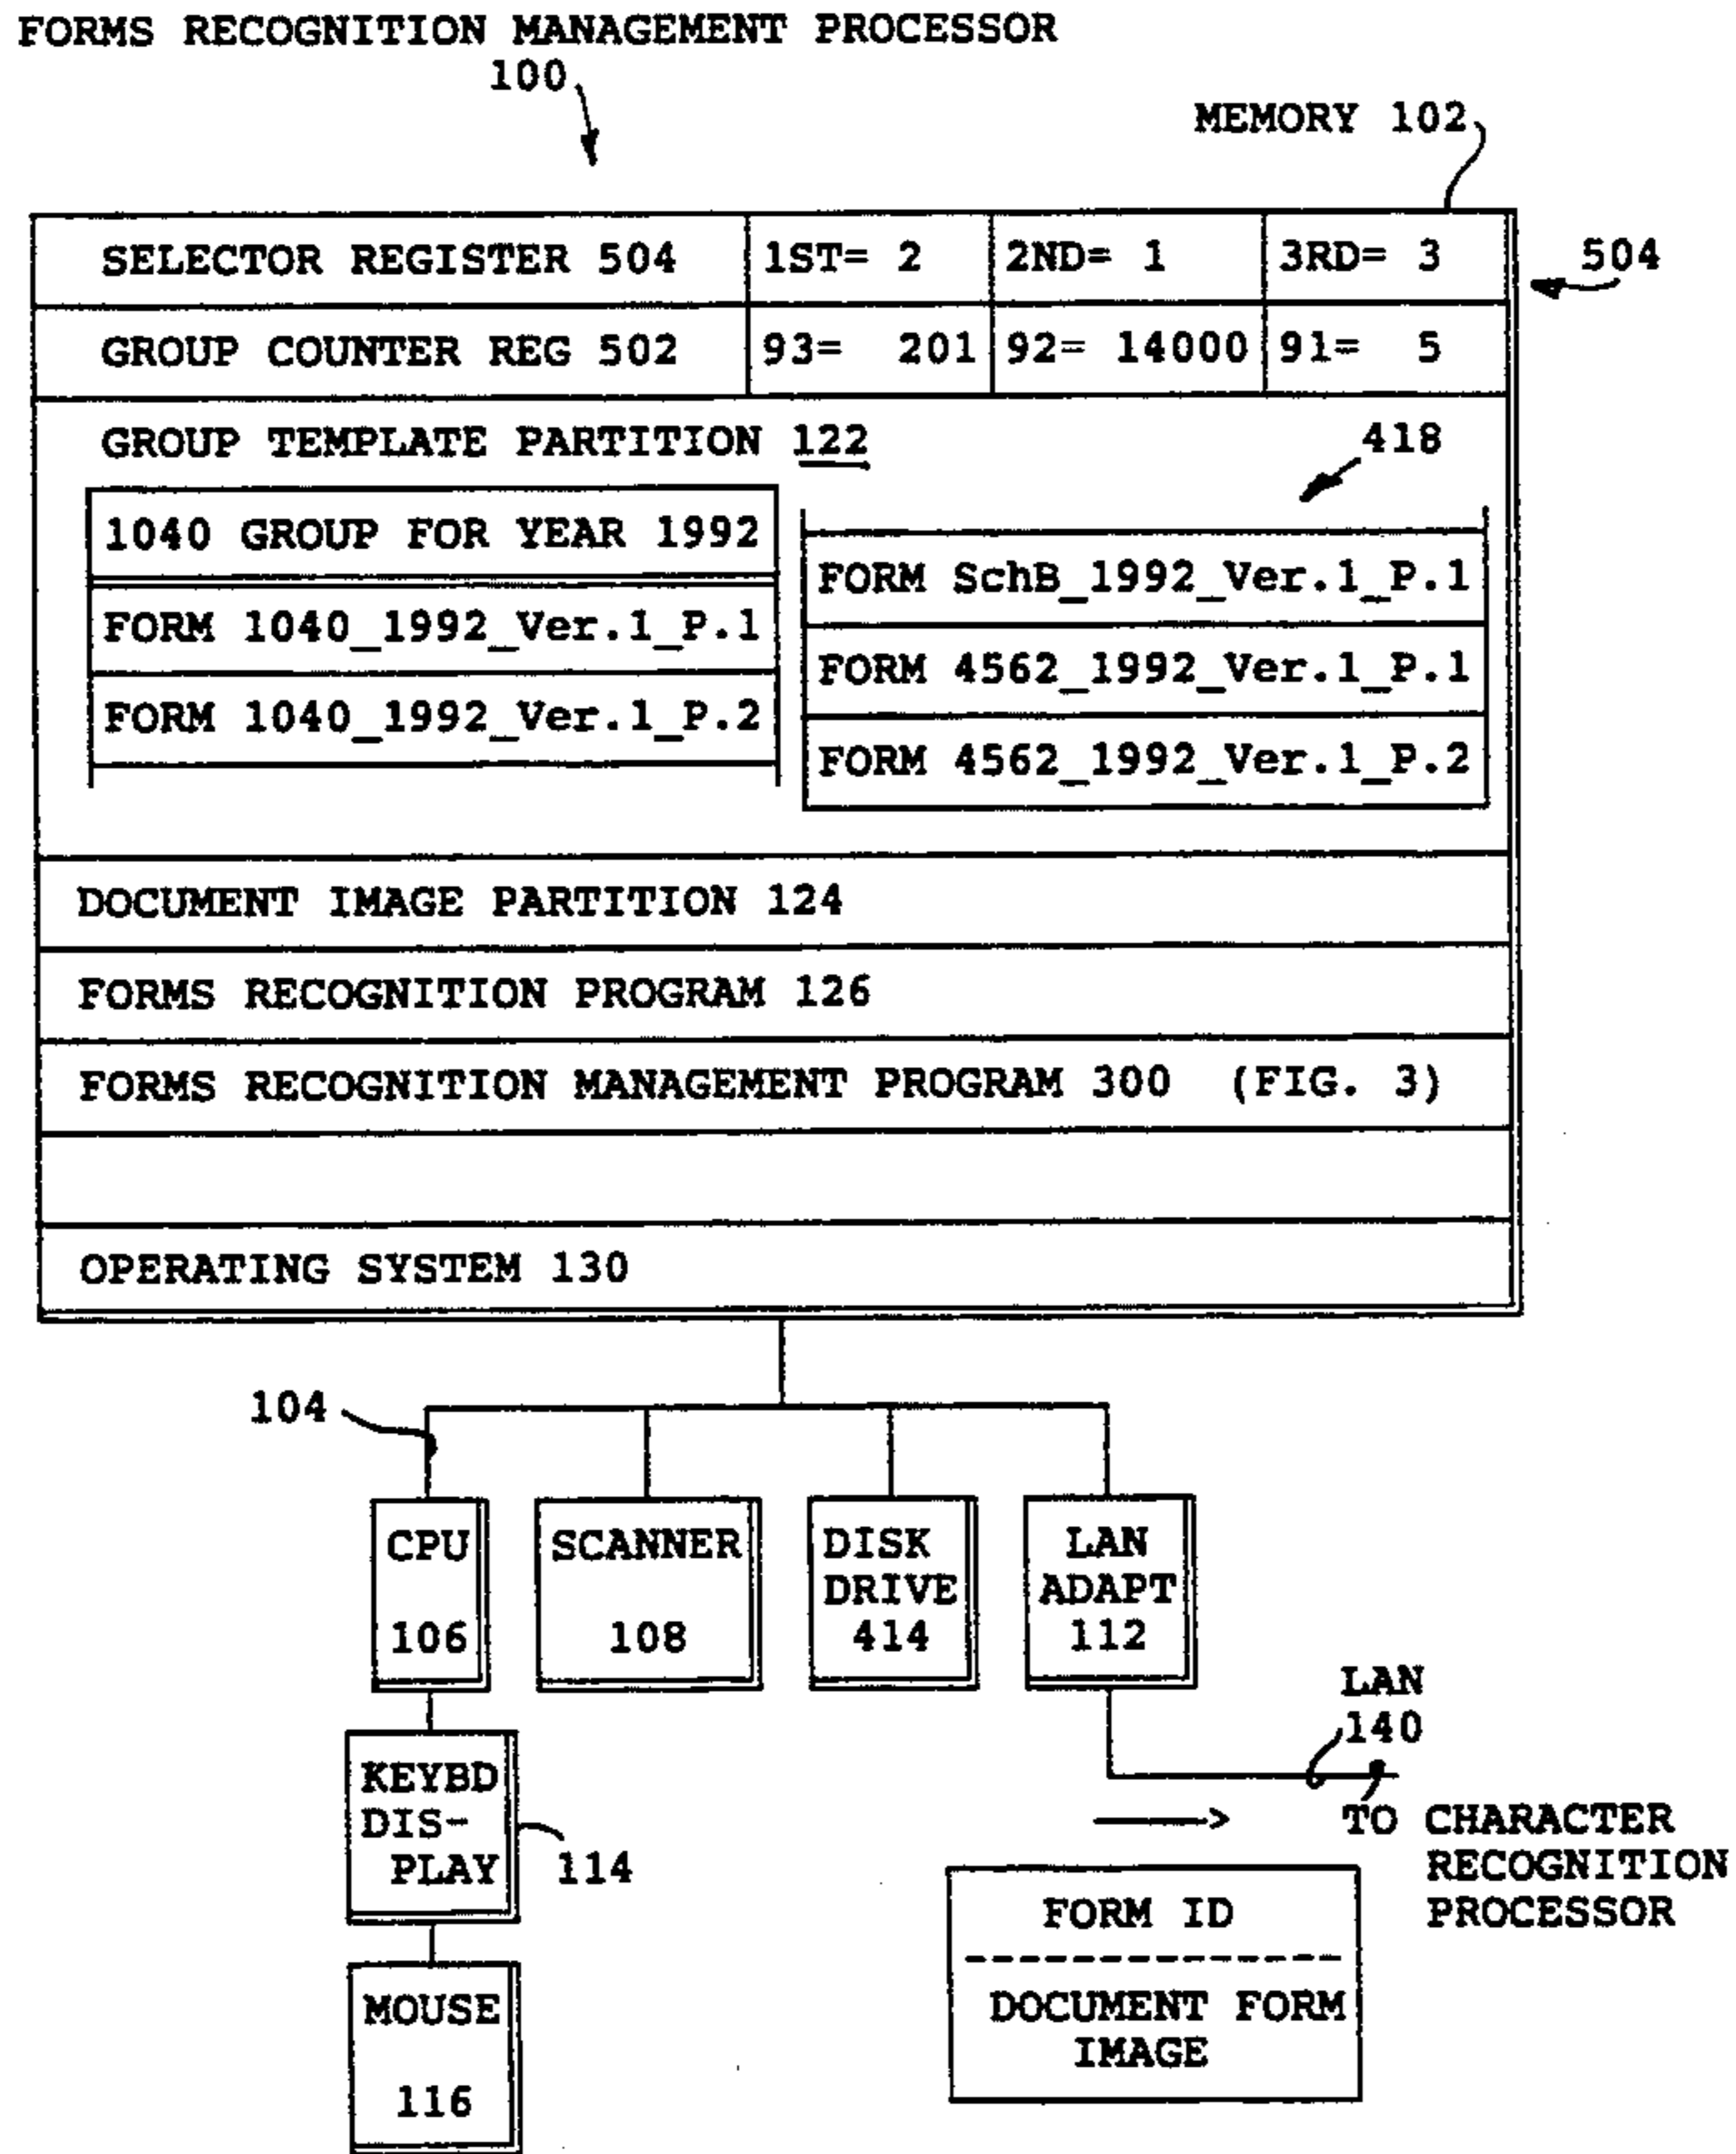 FORMS RECOGNITION MANAGEMENT PROCESSOR
100
MEMORY 102
SELECTOR REGISTER 504 1ST= 2 2ND= 1 3RD= 3
504
GROUP COUNTER REG 502 93= 201 92= 14000 91= 5
GROUP TEMPLATE PARTITION 122
418
1040 GROUP FOR YEAR 1992
FORM 1040_1992_Ver.1_P.1
FORM 1040_1992_Ver.1_P.2
FORM SchB_1992_Ver.1_P.1
FORM 4562_1992_Ver.1_P.1
FORM 4562_1992_Ver.1_P.2
DOCUMENT IMAGE PARTITION 124
FORMS RECOGNITION PROGRAM 126
FORMS RECOGNITION MANAGEMENT PROGRAM 300 (FIG. 3)
OPERATING SYSTEM 130
104
CPU
106
SCANNER
108
DISK
DRIVE
414
LAN
ADAPT
112
LAN
140
KEYBD
DIS-
PLAY
114
TO CHARACTER
RECOGNITION
PROCESSOR
FORM ID
DOCUMENT FORM
IMAGE
MOUSE
116